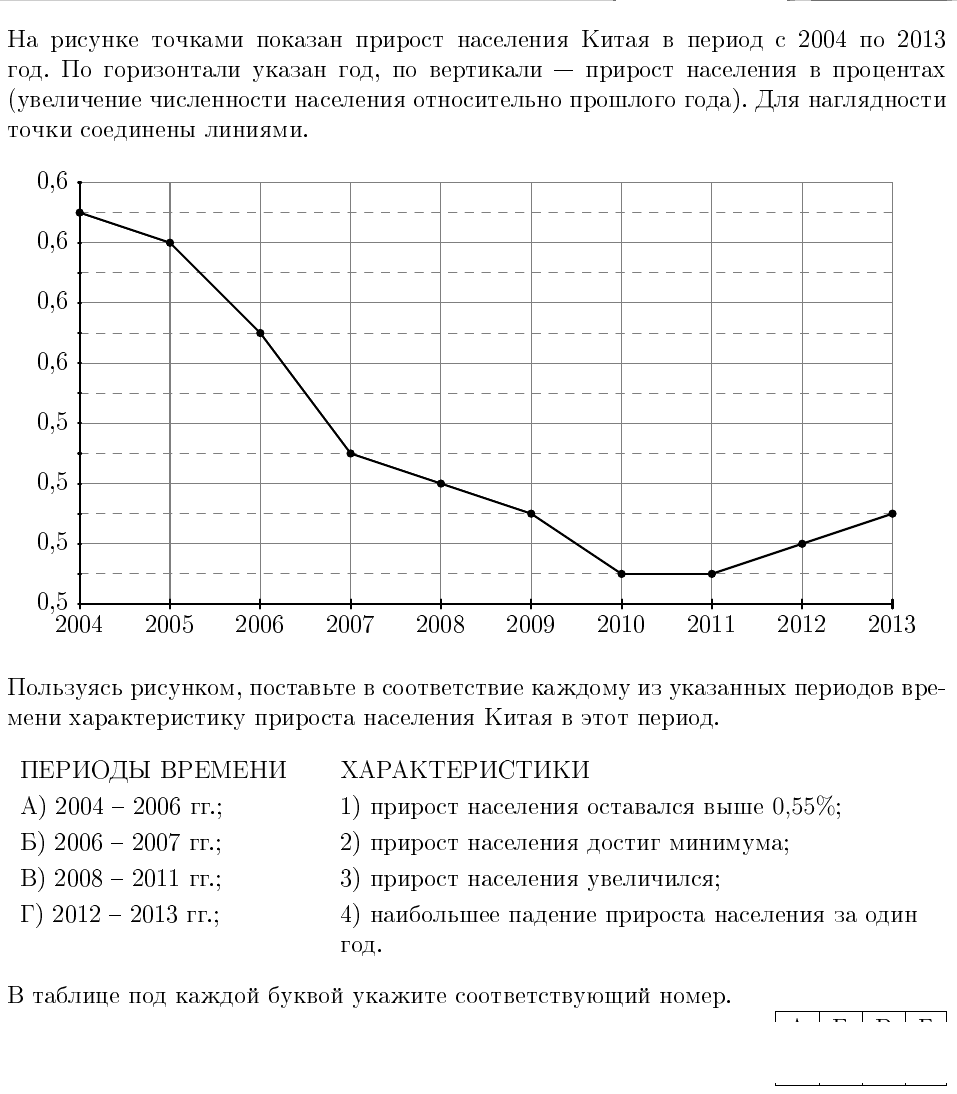 На рисунке точками показан прирост населения Китая в период с 2004 по 2013
год. По горизонтали указан год, по вертикали — прирост населения в процентах
(увеличение численности населения относительно прошлого года). Для наглядности
точки соединены линиями.
0,6
0,6
0,6
0,6
0,5
0,5
0,5
0,5
2004 2005 2006 2007 2008 2009 2010 2011 2012 2013
Пользуясь рисунком, поставьте в соответствие каждому из указанных периодов вре-
мени характеристику прироста населения Китая в этот период.
ПЕРИОДЫ ВРЕМЕНИ ХАРАКТЕРИСТИКИ
А) 2004 – 2006 гг.; 1) прирост населения оставался выше 0,55%;
Б) 2006 – 2007 гг.; 2) прирост населения достиг минимума;
В) 2008 – 2011 гг.; 3) прирост населения увеличился;
Г) 2012 – 2013 гг.; 4) наибольшее падение прироста населения за один
год.
В таблице под каждой буквой укажите соответствующий номер.